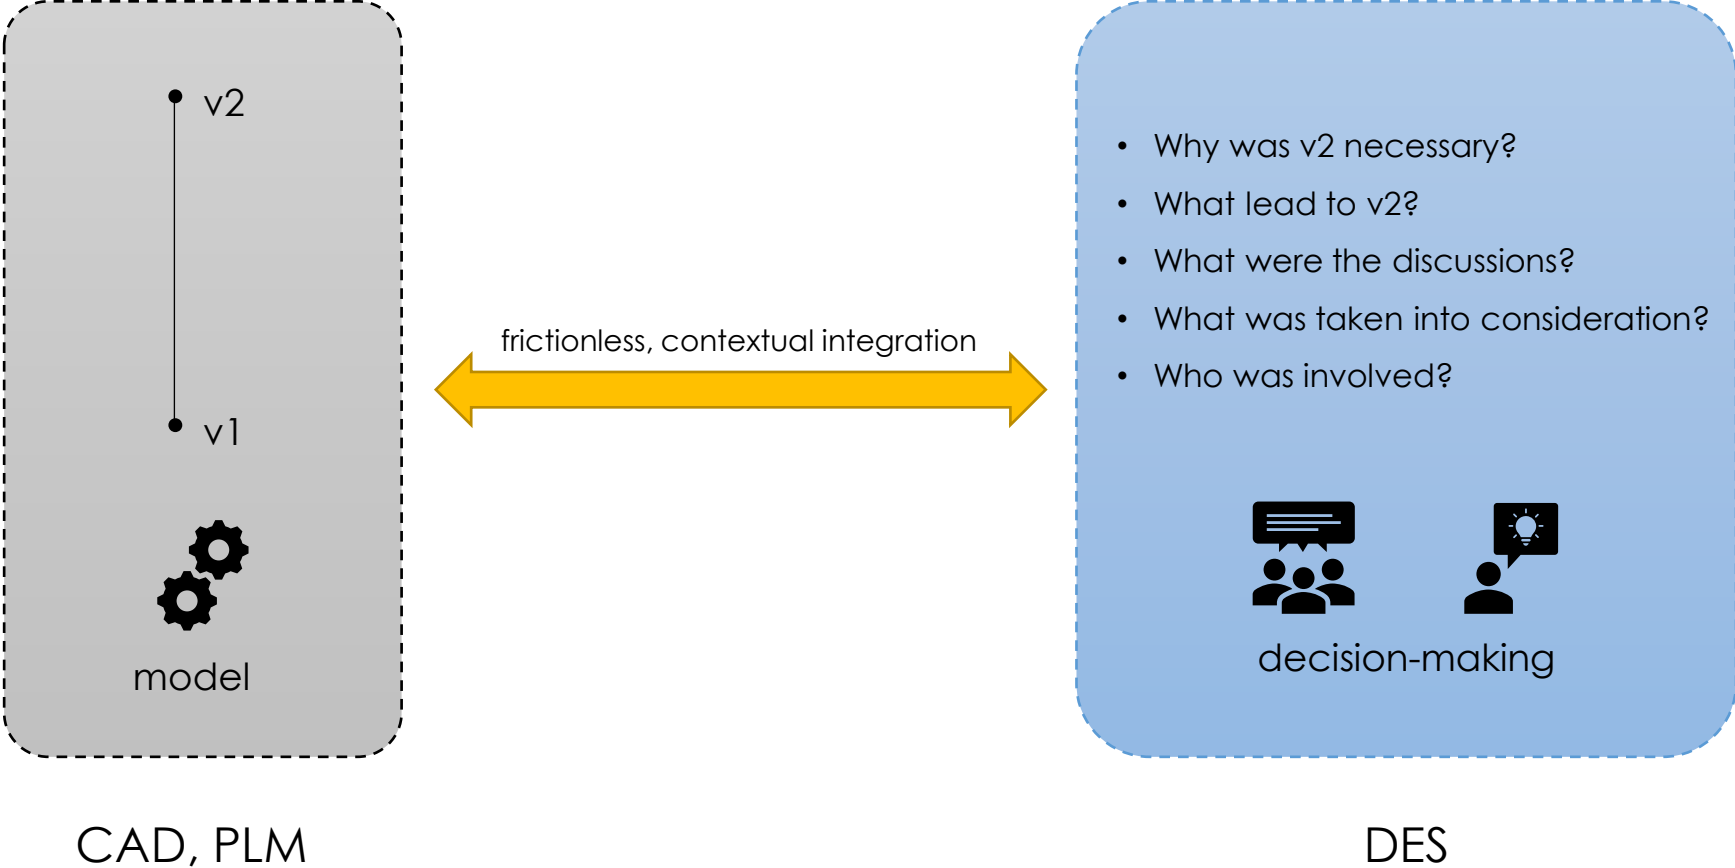 v2
v1
model
CAD, PLM
frictionless, contextual integration
• Why was v2 necessary?
• What lead to v2?
• What were the discussions?
• What was taken into consideration?
• Who was involved?
decision-making
DES